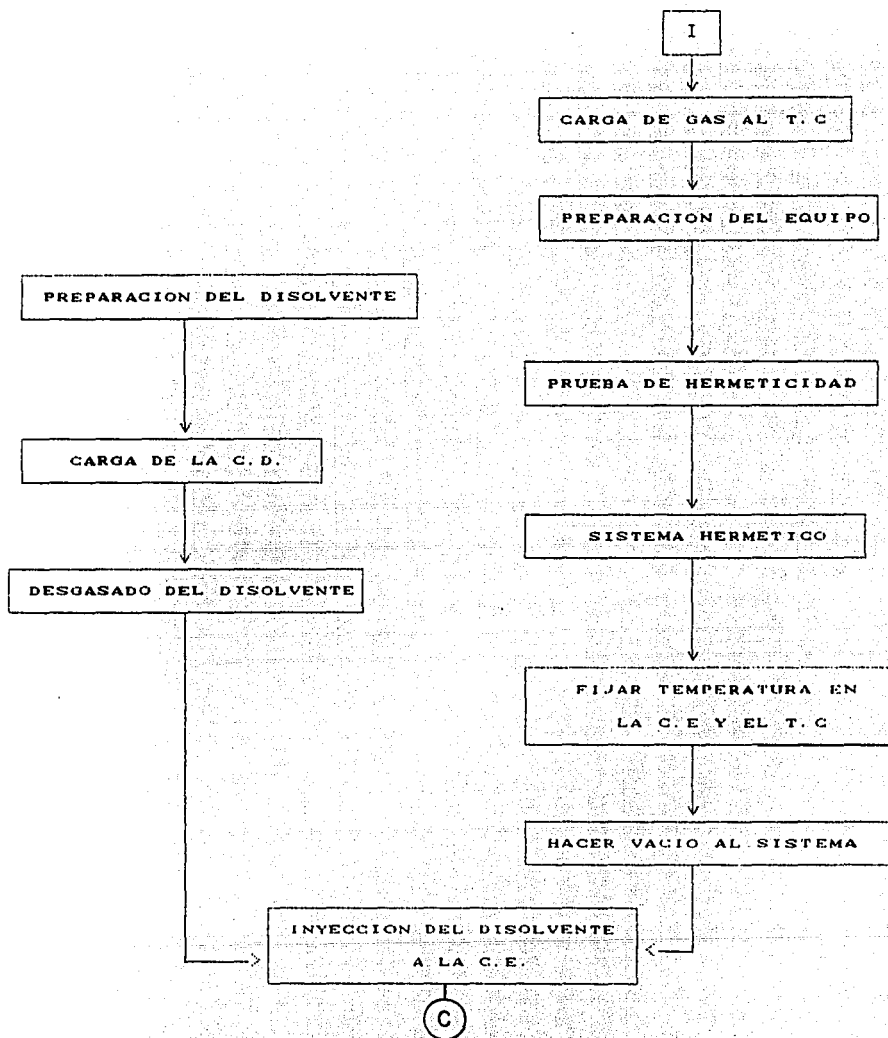 I
CARGA DE GAS AL T.C
PREPARACION DEL EQUIPO
PREPARACION DEL DISOLVENTE
PRUEBA DE HERMETICIDAD
CARGA DE LA C.D.
SISTEMA HERMETICO
DESGASADO DEL DISOLVENTE
FIJAR TEMPERATURA EN
LA C.E Y EL T.C
HACER VACIO AL SISTEMA
INYECCION DEL DISOLVENTE
A LA C.E.
C